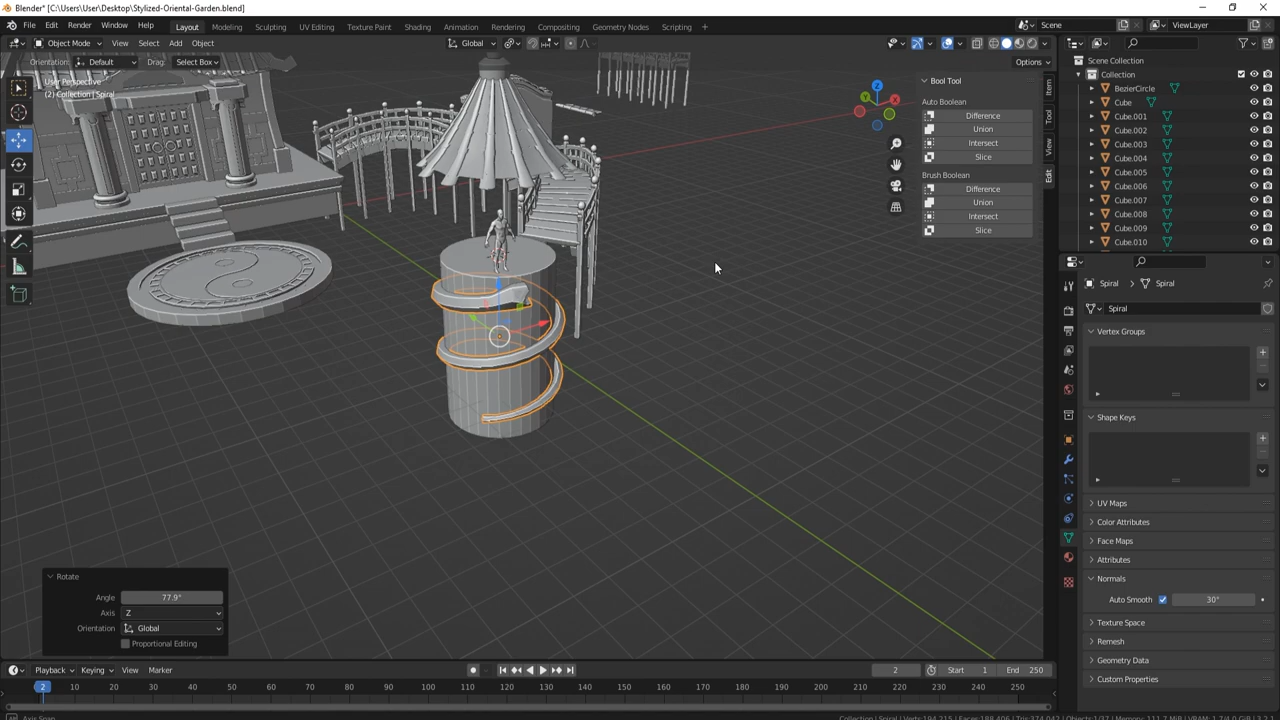 Blender* [C:\Users\User\Desktop\Stylized-Oriental-Garden.blend]
File Edit Render Window Help Layout Modeling Sculpting UV Editing Texture Paint Shading Animation Rendering Compositing Geometry Nodes Scripting + Scene ViewLayer
Object Mode View Select Add Object Global
Orientation: Default Drag: Select Box Options
User Perspective
(2) Collection | Spiral
Bool Tool
Auto Boolean
Difference
Union
Intersect
Slice
Brush Boolean
Difference
Union
Intersect
Slice
Item
Tool
View
Edit
Z
X
Y
Scene Collection
Collection
BezierCircle
Cube
Cube.001
Cube.002
Cube.003
Cube.004
Cube.005
Cube.006
Cube.007
Cube.008
Cube.009
Cube.010
Spiral Spiral
Spiral
Vertex Groups
Shape Keys
UV Maps
Color Attributes
Face Maps
Attributes
Normals
Auto Smooth 30°
Texture Space
Remesh
Geometry Data
Custom Properties
Rotate
Angle 77.9°
Axis Z
Orientation Global
Proportional Editing
Playback Keying View Marker 2 Start 1 End 250
2 10 20 30 40 50 60 70 80 90 100 110 120 130 140 150 160 170 180 190 200 210 220 230 240 250
Axis Snap